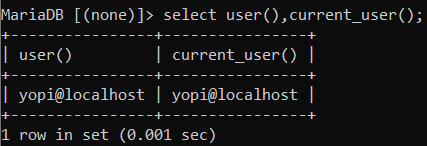 MariaDB [(none)]> select user(),current_user();
+----------------+----------------+
| user()         | current_user() |
+----------------+----------------+
| yopi@localhost | yopi@localhost |
+----------------+----------------+
1 row in set (0.001 sec)